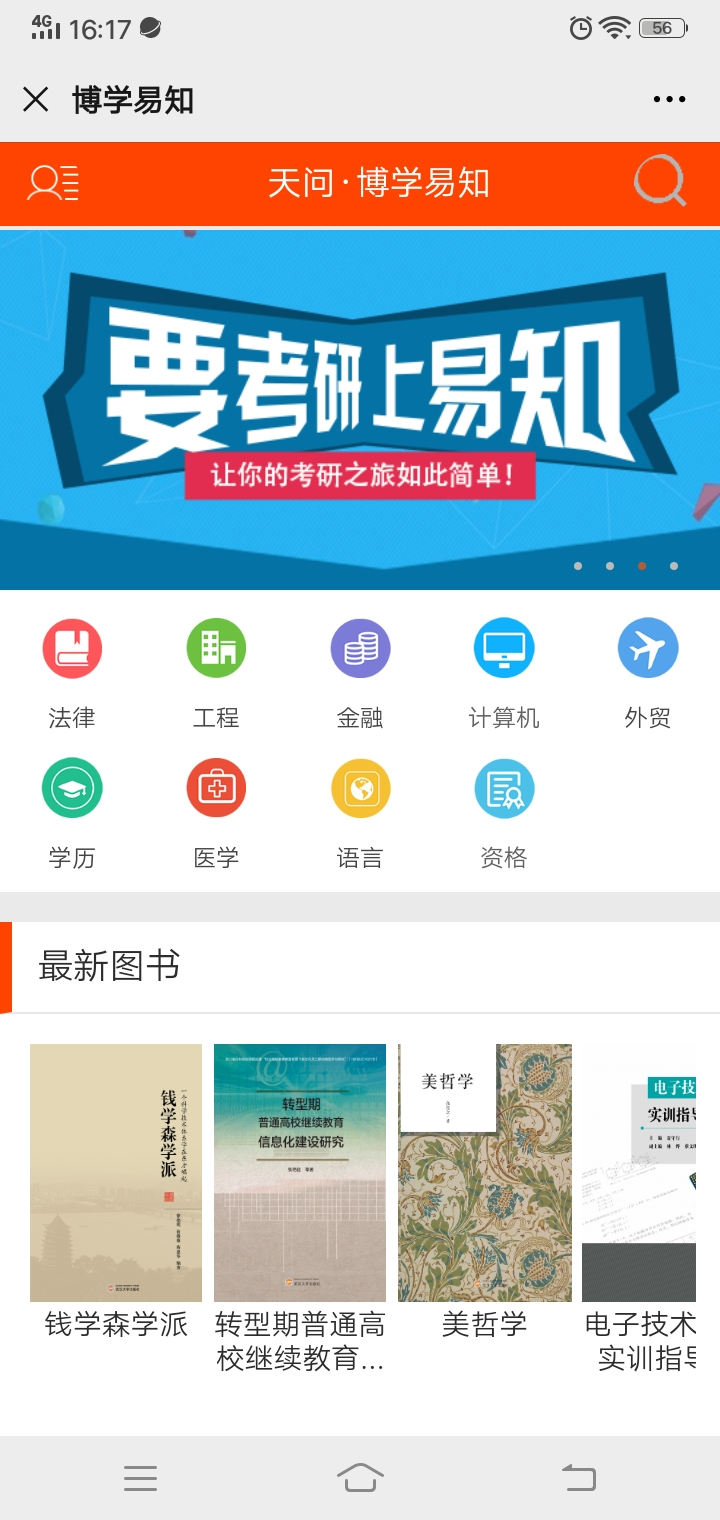 4G 16:17 56
博学易知
天问·博学易知
要考研上易知
让你的考研之旅如此简单!
法律 工程 金融 计算机 外贸
学历 医学 语言 资格
最新图书
钱学森学派
转型期
普通高校继续教育
信息化建设研究
美哲学
电子技
实训指导
钱学森学派 转型期普通高校继续教育... 美哲学 电子技术实训指导